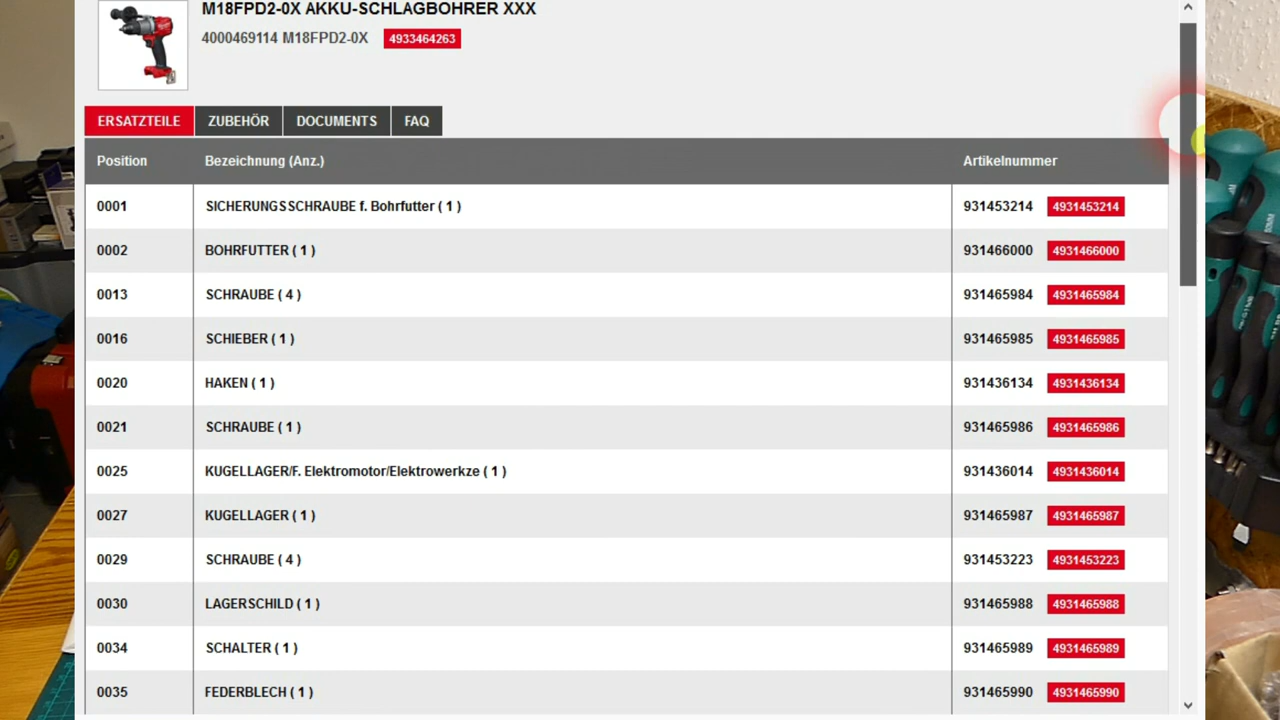 M18FPD2-0X AKKU-SCHLAGBOHRER XXX
4000469114 M18FPD2-0X 4933464263
ERSATZTEILE ZUBEHÖR DOCUMENTS FAQ
Position Bezeichnung (Anz.) Artikelnummer
0001 SICHERUNGSSCHRAUBE f. Bohrfutter ( 1 ) 931453214 4931453214
0002 BOHRFUTTER ( 1 ) 931466000 4931466000
0013 SCHRAUBE ( 4 ) 931465984 4931465984
0016 SCHIEBER ( 1 ) 931465985 4931465985
0020 HAKEN ( 1 ) 931436134 4931436134
0021 SCHRAUBE ( 1 ) 931465986 4931465986
0025 KUGELLAGER/F. Elektromotor/Elektrowerkze ( 1 ) 931436014 4931436014
0027 KUGELLAGER ( 1 ) 931465987 4931465987
0029 SCHRAUBE ( 4 ) 931453223 4931453223
0030 LAGERSCHILD ( 1 ) 931465988 4931465988
0034 SCHALTER ( 1 ) 931465989 4931465989
0035 FEDERBLECH ( 1 ) 931465990 4931465990